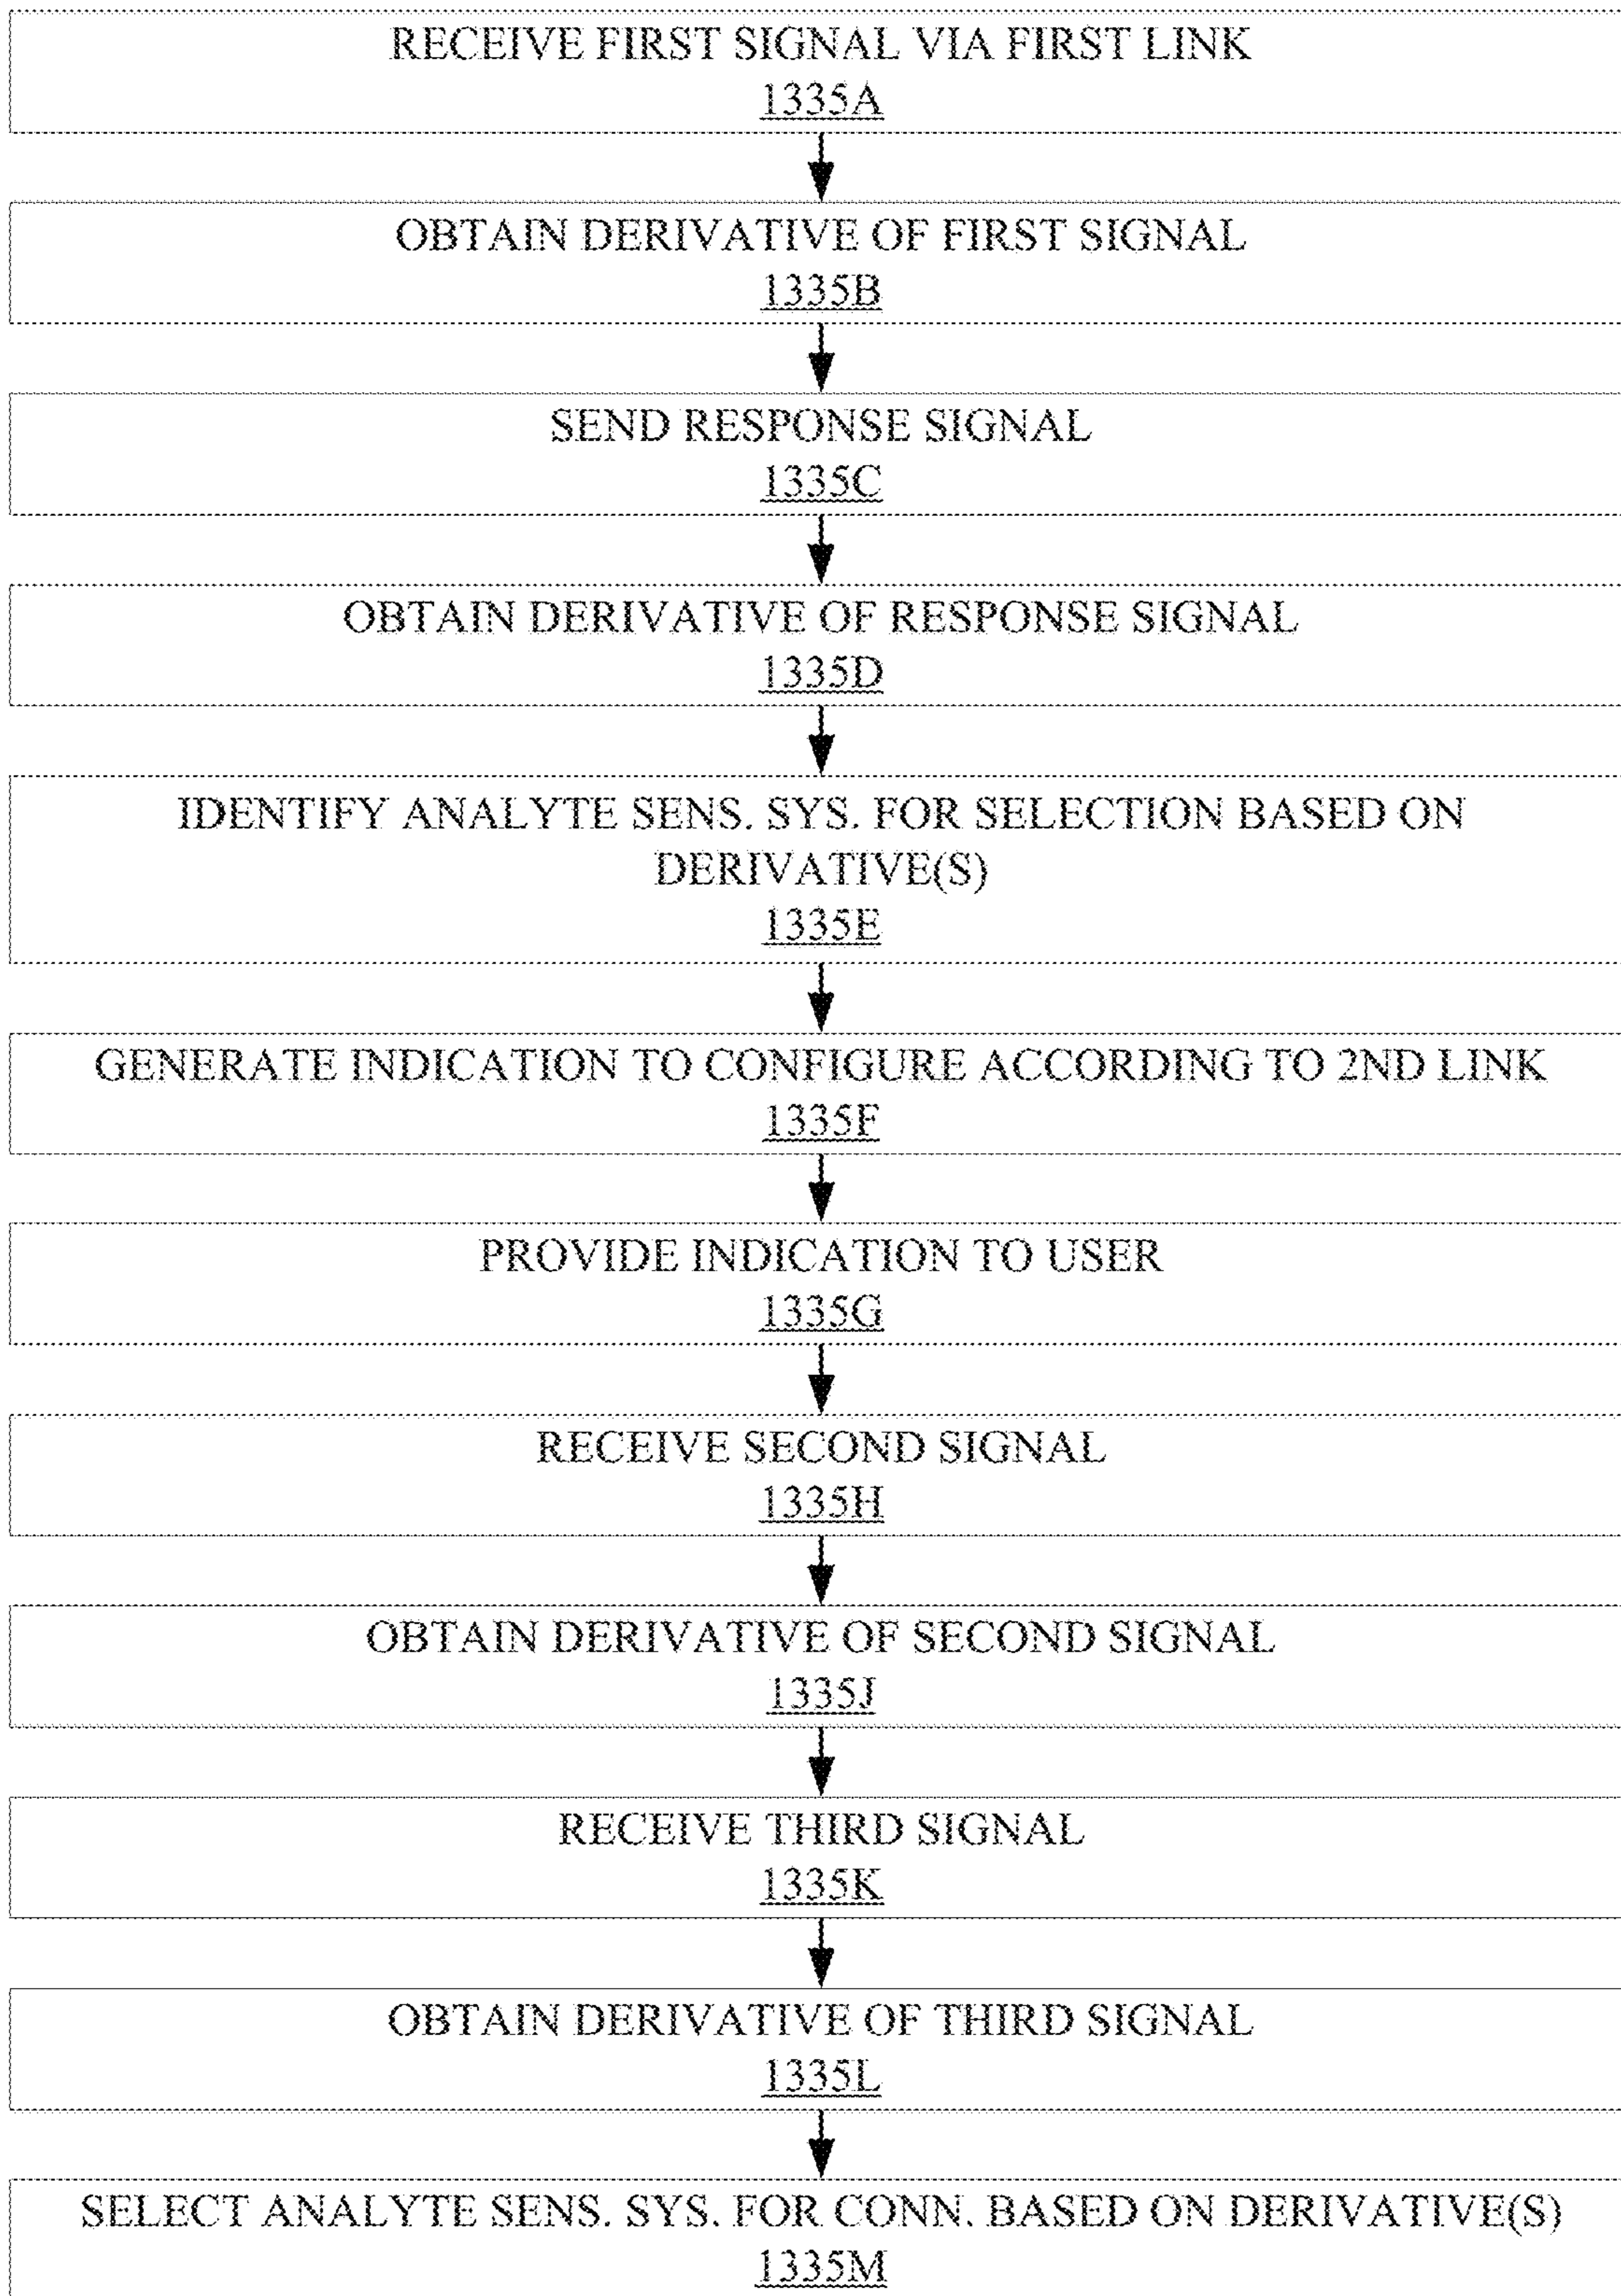 RECEIVE FIRST SIGNAL VIA FIRST LINK
1335A
OBTAIN DERIVATIVE OF FIRST SIGNAL
1335B
SEND RESPONSE SIGNAL
1335C
OBTAIN DERIVATIVE OF RESPONSE SIGNAL
1335D
IDENTIFY ANALYTE SENS. SYS. FOR SELECTION BASED ON
DERIVATIVE(S)
1335E
GENERATE INDICATION TO CONFIGURE ACCORDING TO 2ND LINK
1335F
PROVIDE INDICATION TO USER
1335G
RECEIVE SECOND SIGNAL
1335H
OBTAIN DERIVATIVE OF SECOND SIGNAL
1335J
RECEIVE THIRD SIGNAL
1335K
OBTAIN DERIVATIVE OF THIRD SIGNAL
1335L
SELECT ANALYTE SENS. SYS. FOR CONN. BASED ON DERIVATIVE(S)
1335M